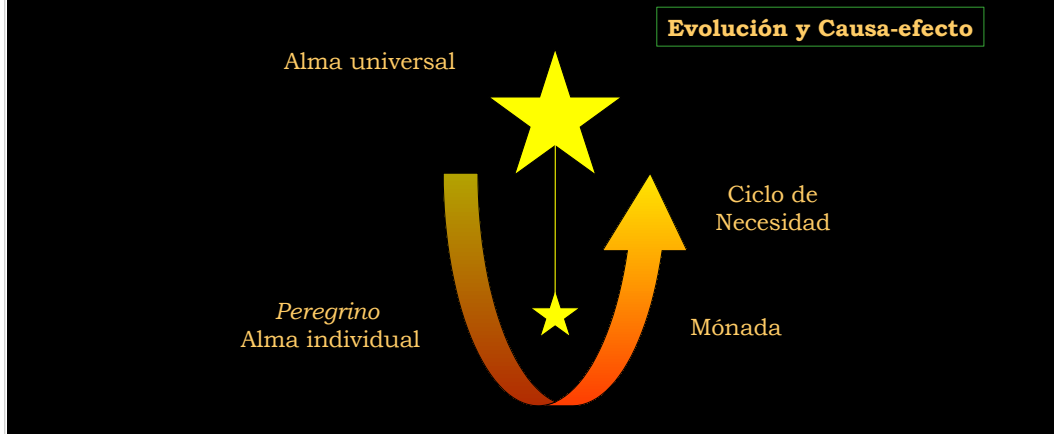 Evolución y Causa-efecto
Alma universal
Ciclo de
Necesidad
Peregrino
Alma individual
Mónada